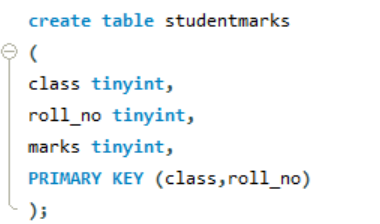 create table studentmarks
(
class tinyint,
roll_no tinyint,
marks tinyint,
PRIMARY KEY (class,roll_no)
);